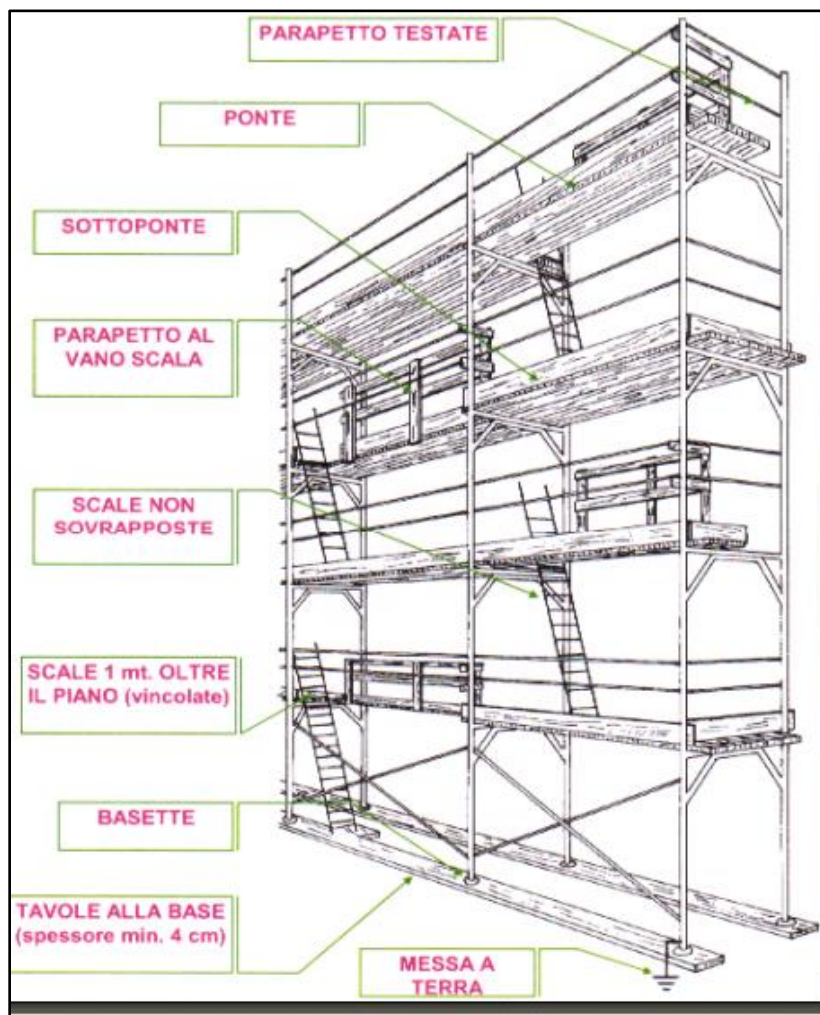 PARAPETTO TESTATE
PONTE
SOTTOPONTE
PARAPETTO AL
VANO SCALA
SCALE NON
SOVRAPPOSTE
SCALE 1 mt. OLTRE
IL PIANO (vincolate)
BASETTE
TAVOLE ALLA BASE
(spessore min. 4 cm)
MESSA A
TERRA